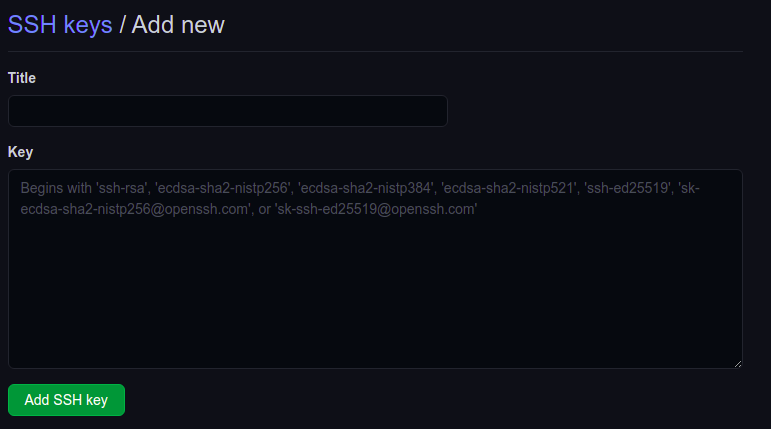 SSH keys / Add new
Title
Key
Begins with 'ssh-rsa', 'ecdsa-sha2-nistp256', 'ecdsa-sha2-nistp384', 'ecdsa-sha2-nistp521', 'ssh-ed25519', 'sk-
ecdsa-sha2-nistp256@openssh.com', or 'sk-ssh-ed25519@openssh.com'
Add SSH key